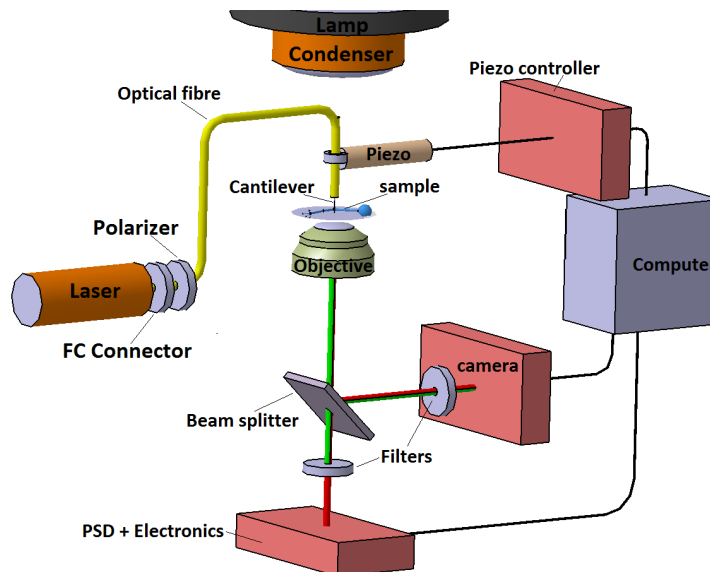 Lamp
Condenser
Piezo controller
Optical fibre
Piezo
Cantilever
sample
Polarizer
Objective
Compute
Laser
FC Connector
camera
Beam splitter
Filters
PSD + Electronics